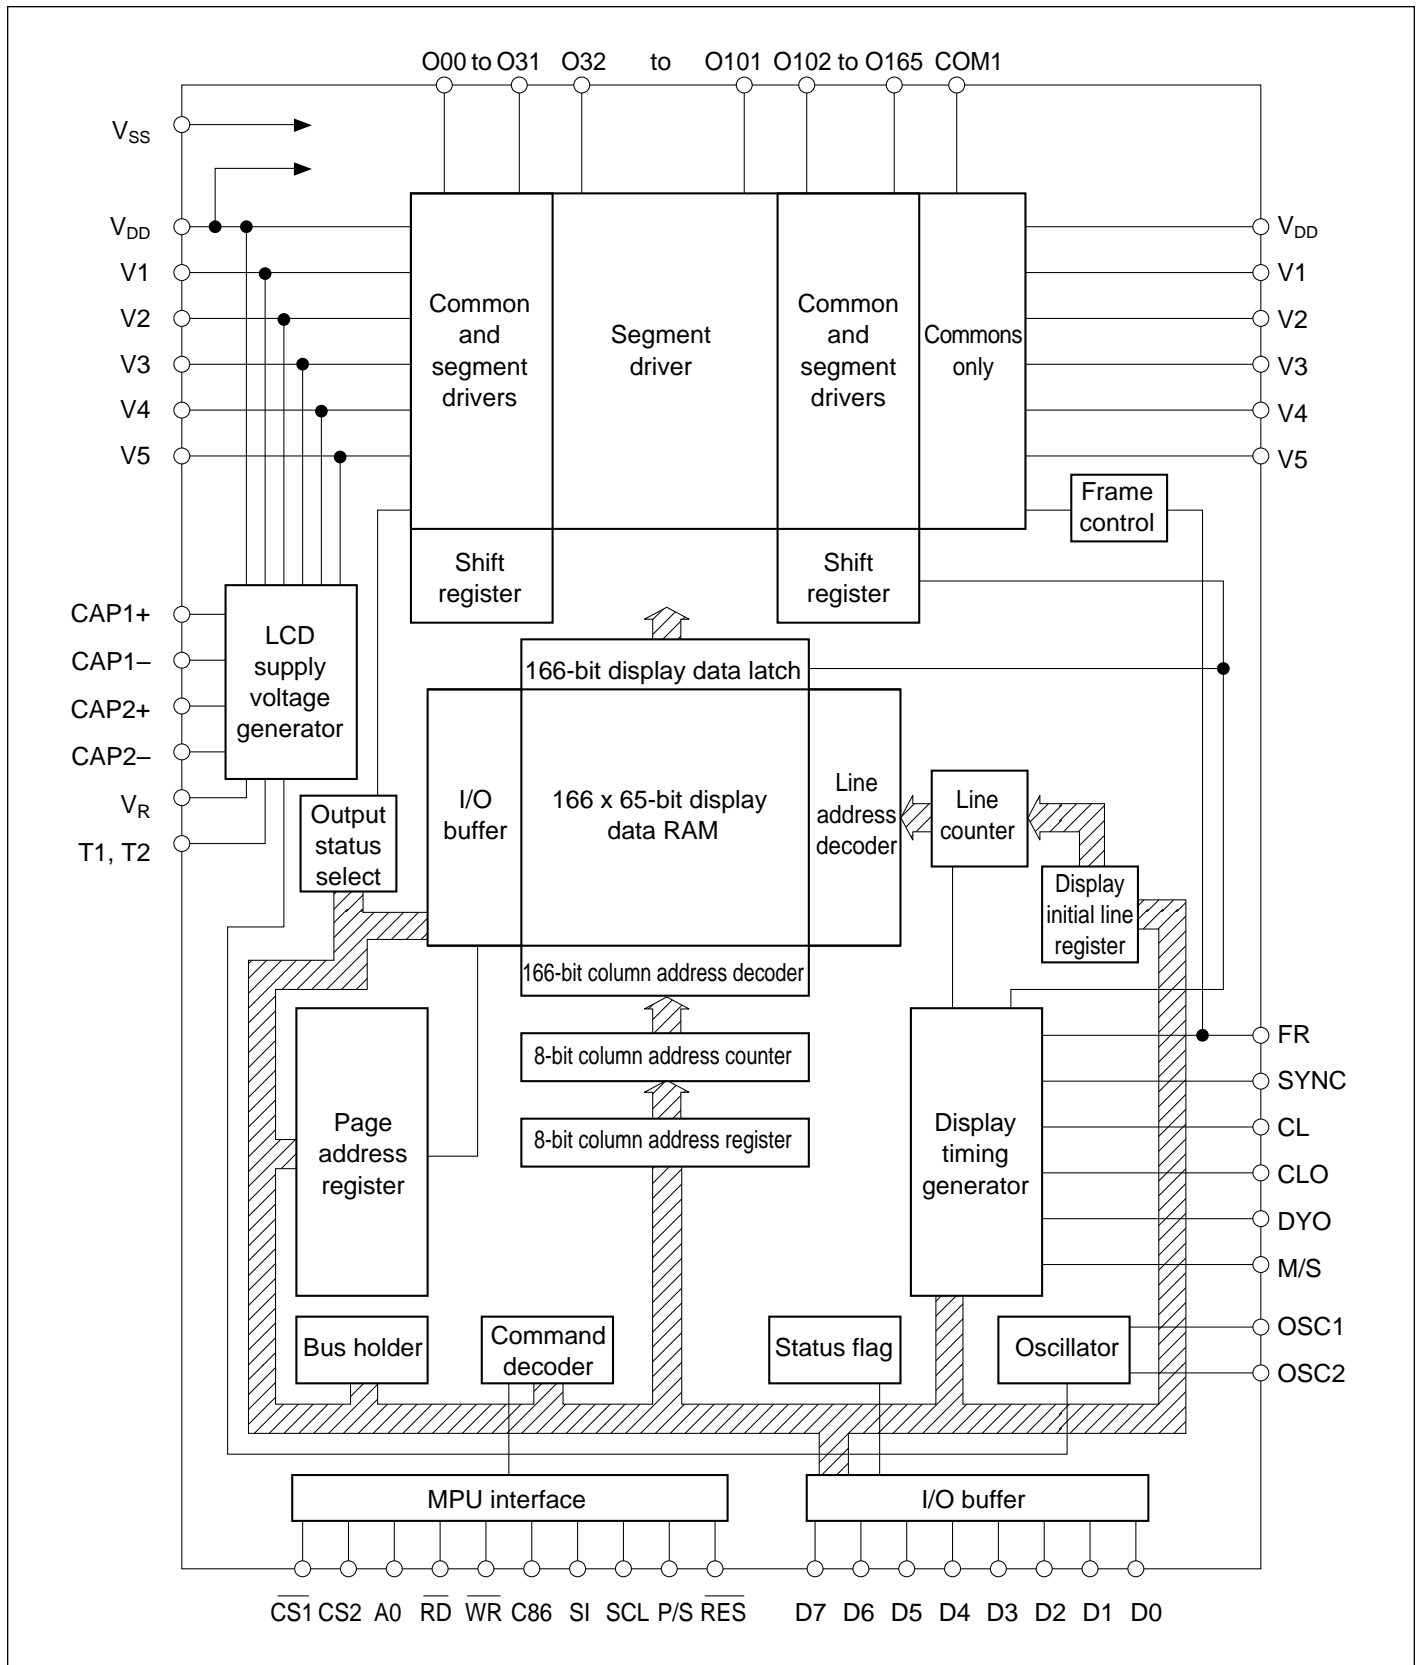 O00 to O31 O32 to O101 O102 to O165 COM1
VSS
VDD
V1
V2
V3
V4
V5
VDD
V1
V2
V3
V4
V5
Common
and
segment
drivers
Segment
driver
Common
and
segment
drivers
Commons
only
Frame
control
Shift
register
Shift
register
CAP1+
CAP1–
CAP2+
CAP2–
VR
T1, T2
LCD
supply
voltage
generator
166-bit display data latch
Output
status
select
I/O
buffer
166 x 65-bit display
data RAM
Line
address
decoder
Line
counter
Display
initial line
register
166-bit column address decoder
8-bit column address counter
8-bit column address register
Page
address
register
Display
timing
generator
FR
SYNC
CL
CLO
DYO
M/S
OSC1
OSC2
Bus holder
Command
decoder
Status flag
Oscillator
MPU interface
I/O buffer
C̅S̅1̅ CS2 A0 R̅D̅ W̅R̅ C86 SI SCL P/S R̅E̅S̅ D7 D6 D5 D4 D3 D2 D1 D0